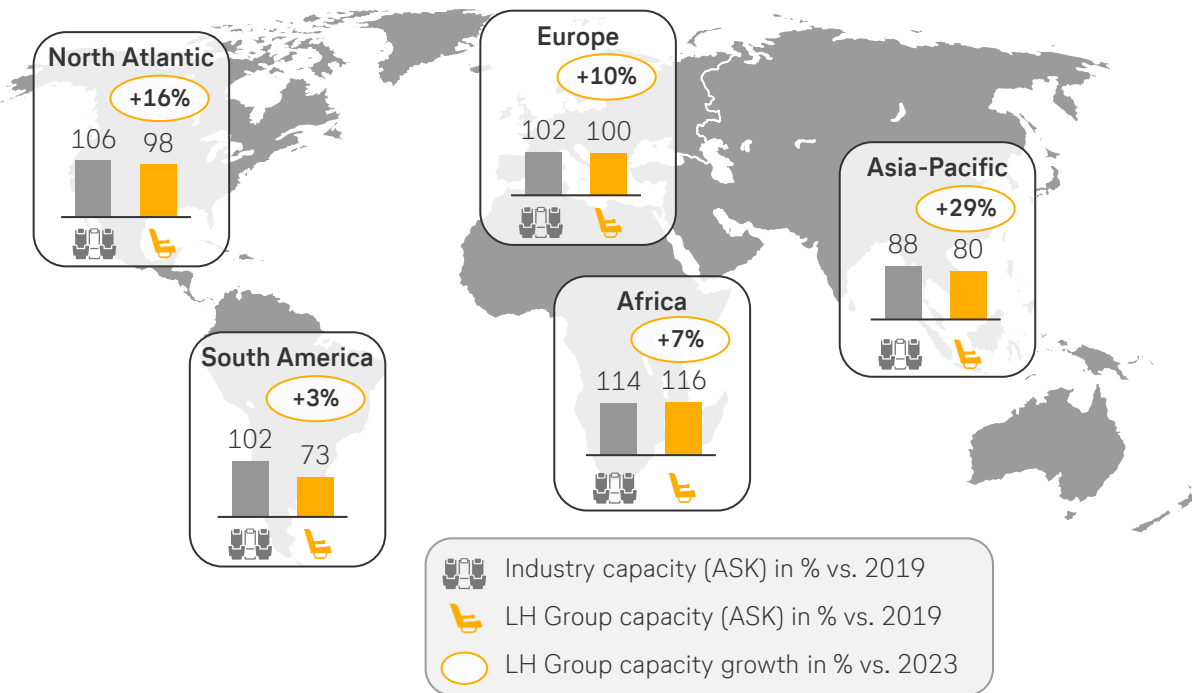 North Atlantic
+16%
106 98
Europe
+10%
102 100
Asia-Pacific
+29%
88 80
South America
+3%
102 73
Africa
+7%
114 116
Industry capacity (ASK) in % vs. 2019
LH Group capacity (ASK) in % vs. 2019
LH Group capacity growth in % vs. 2023